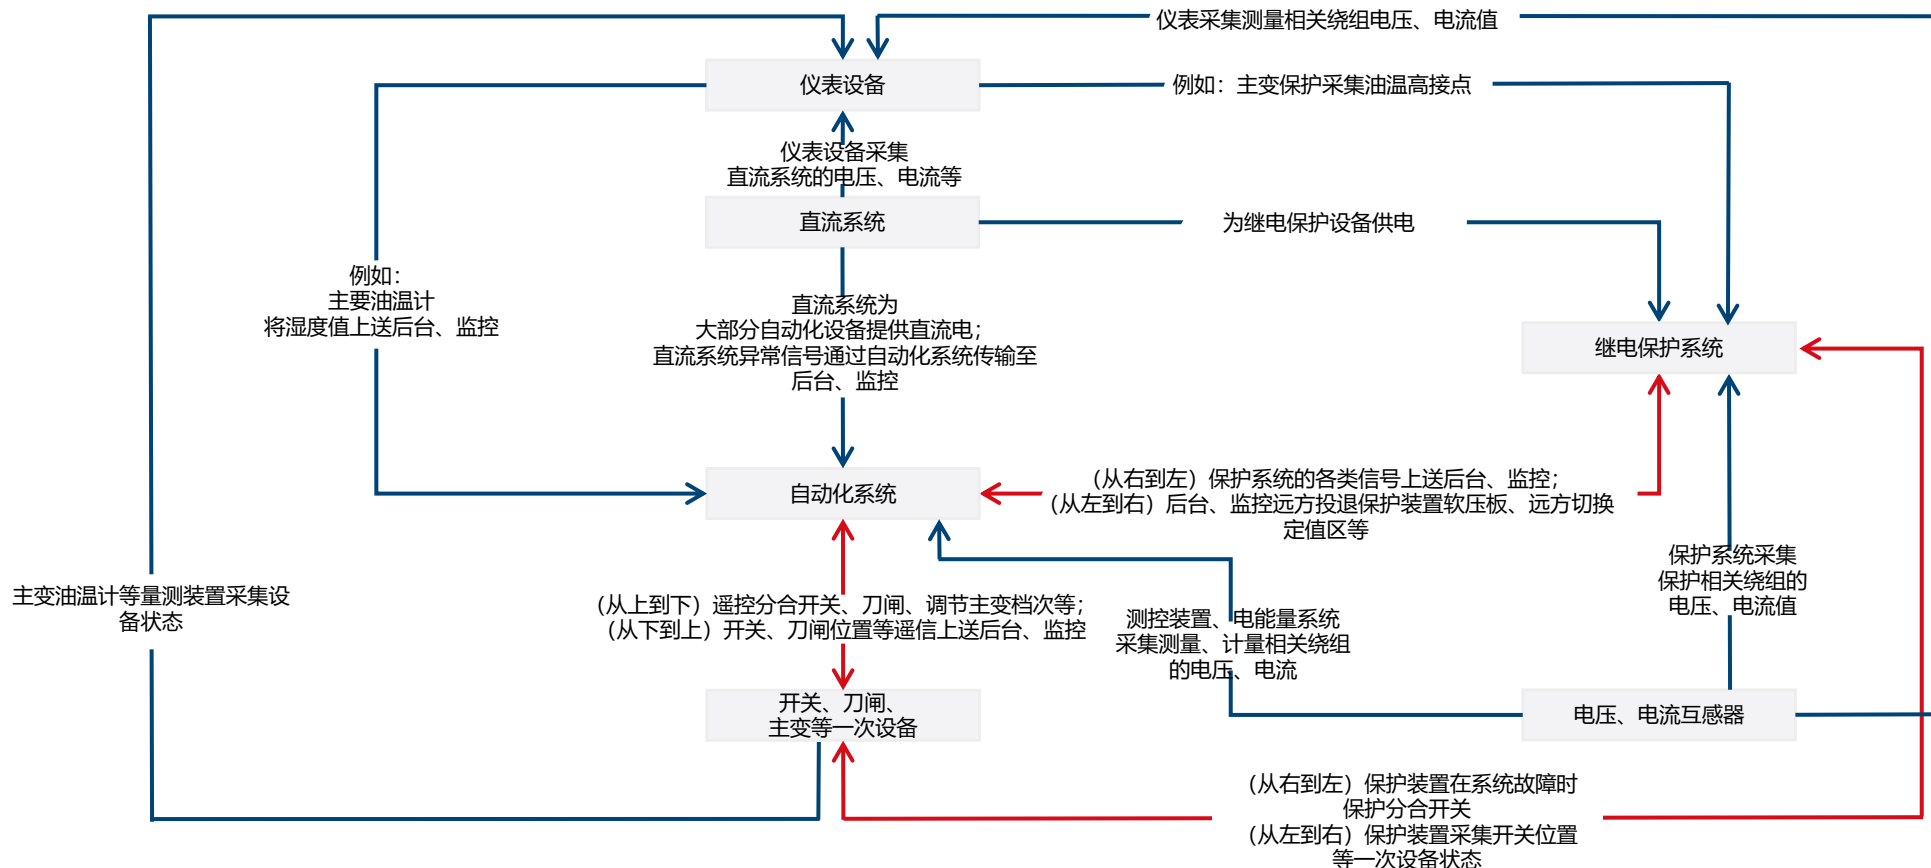 仪表采集测量相关绕组电压、电流值
仪表设备
例如：主变保护采集油温高接点
仪表设备采集
直流系统的电压、电流等
直流系统
为继电保护设备供电
例如：
主要油温计
将湿度值上送后台、监控
直流系统为
大部分自动化设备提供直流电；
直流系统异常信号通过自动化系统传输至
后台、监控
继电保护系统
自动化系统
（从右到左）保护系统的各类信号上送后台、监控；
（从左到右）后台、监控远方投退保护装置软压板、远方切换
定值区等
保护系统采集
保护相关绕组的
电压、电流值
主变油温计等量测装置采集设
备状态
（从上到下）遥控分合开关、刀闸、调节主变档次等；
（从下到上）开关、刀闸位置等遥信上送后台、监控
测控装置、电能量系统
采集测量、计量相关绕组
的电压、电流
开关、刀闸、
主变等一次设备
电压、电流互感器
（从右到左）保护装置在系统故障时
保护分合开关
（从左到右）保护装置采集开关位置
等一次设备状态